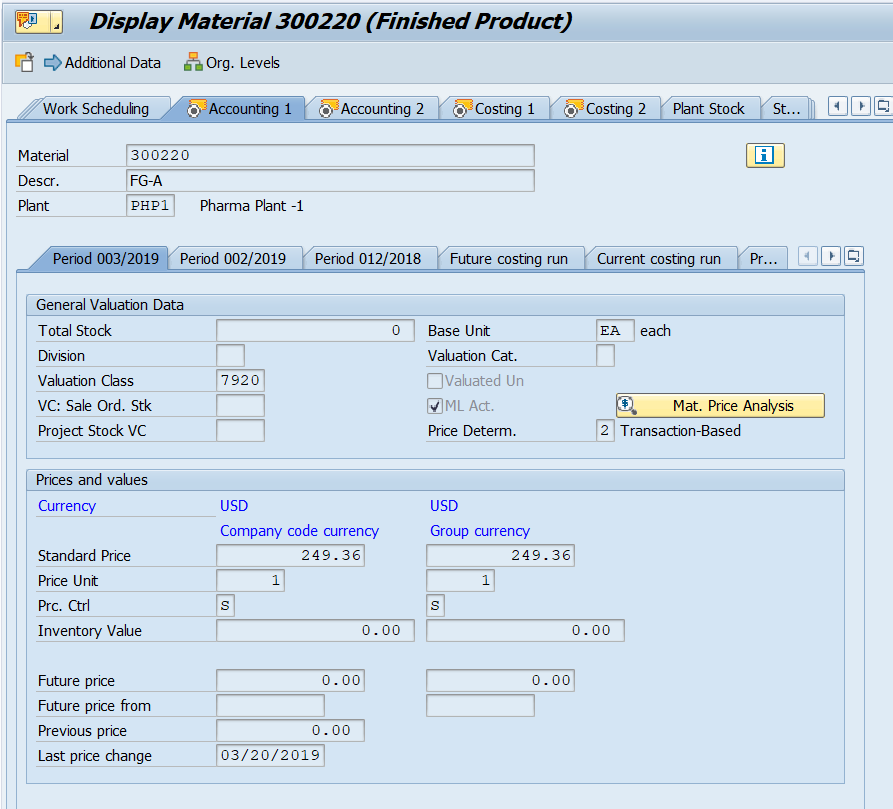 Display Material 300220 (Finished Product)
Additional Data Org. Levels
Work Scheduling Accounting 1 Accounting 2 Costing 1 Costing 2 Plant Stock St...
Material 300220
Descr. FG-A
Plant PHP1 Pharma Plant -1
Period 003/2019 Period 002/2019 Period 012/2018 Future costing run Current costing run Pr...
General Valuation Data
Total Stock 0 Base Unit EA each
Division Valuation Cat.
Valuation Class 7920 Valuated Un
VC: Sale Ord. Stk ML Act. Mat. Price Analysis
Project Stock VC Price Determ. 2 Transaction-Based
Prices and values
Currency USD USD
Company code currency Group currency
Standard Price 249.36 249.36
Price Unit 1 1
Prc. Ctrl S S
Inventory Value 0.00 0.00
Future price 0.00 0.00
Future price from
Previous price 0.00
Last price change 03/20/2019